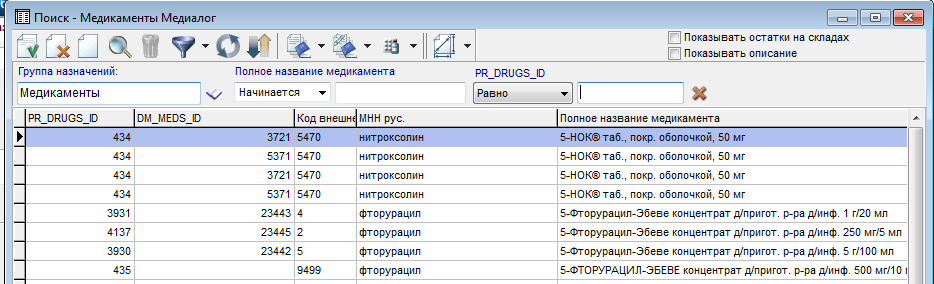 Поиск - Медикаменты Медиалог
Показывать остатки на складах
Показывать описание
Группа назначений: Полное название медикамента PR_DRUGS_ID
Медикаменты Начинается Равно
PR_DRUGS_ID DM_MEDS_ID Код внешне МНН рус. Полное название медикамента
434 3721 5470 нитроксолин 5-НОК® таб., покр. оболочкой, 50 мг
434 5371 5470 нитроксолин 5-НОК® таб., покр. оболочкой, 50 мг
434 3721 5470 нитроксолин 5-НОК® таб., покр. оболочкой, 50 мг
434 5371 5470 нитроксолин 5-НОК® таб., покр. оболочкой, 50 мг
3931 23443 4 фторурацил 5-Фторурацил-Эбеве концентрат д/пригот. р-ра д/инф. 1 г/20 мл
4137 23445 2 фторурацил 5-Фторурацил-Эбеве концентрат д/пригот. р-ра д/инф. 250 мг/5 мл
3930 23442 5 фторурацил 5-Фторурацил-Эбеве концентрат д/пригот. р-ра д/инф. 5 г/100 мл
435 9499 фторурацил 5-ФТОРУРАЦИЛ-ЭБЕВЕ концентрат д/пригот. р-ра д/инф. 500 мг/10 г